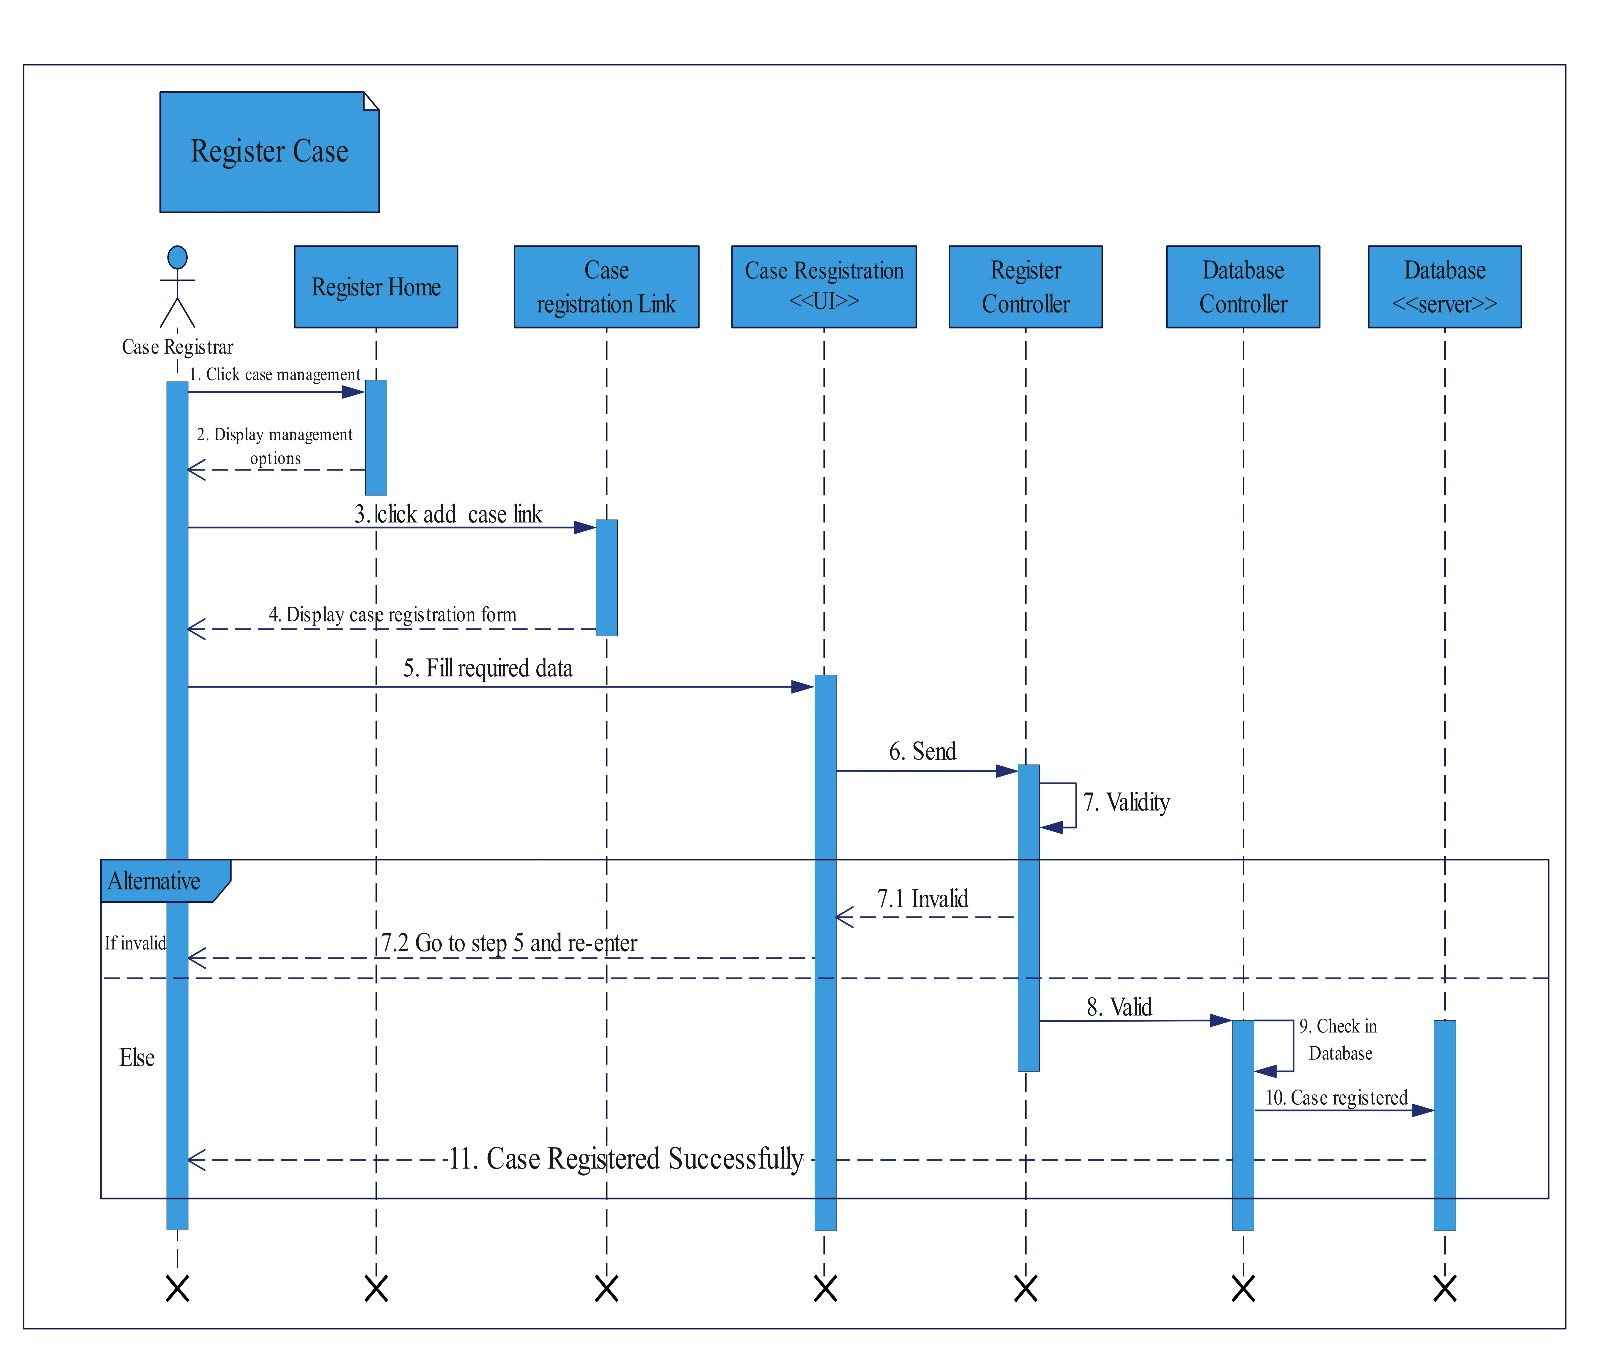 Register Case
Case Registrar
Register Home
Case
registration Link
Case Resgistration
<<UI>>
Register
Controller
Database
Controller
Database
<<server>>
1. Click case management
2. Display management
options
3. click add case link
4. Display case registration form
5. Fill required data
6. Send
7. Validity
Alternative
7.1 Invalid
If invalid
7.2 Go to step 5 and re-enter
8. Valid
9. Check in
Database
Else
10. Case registered
11. Case Registered Successfully